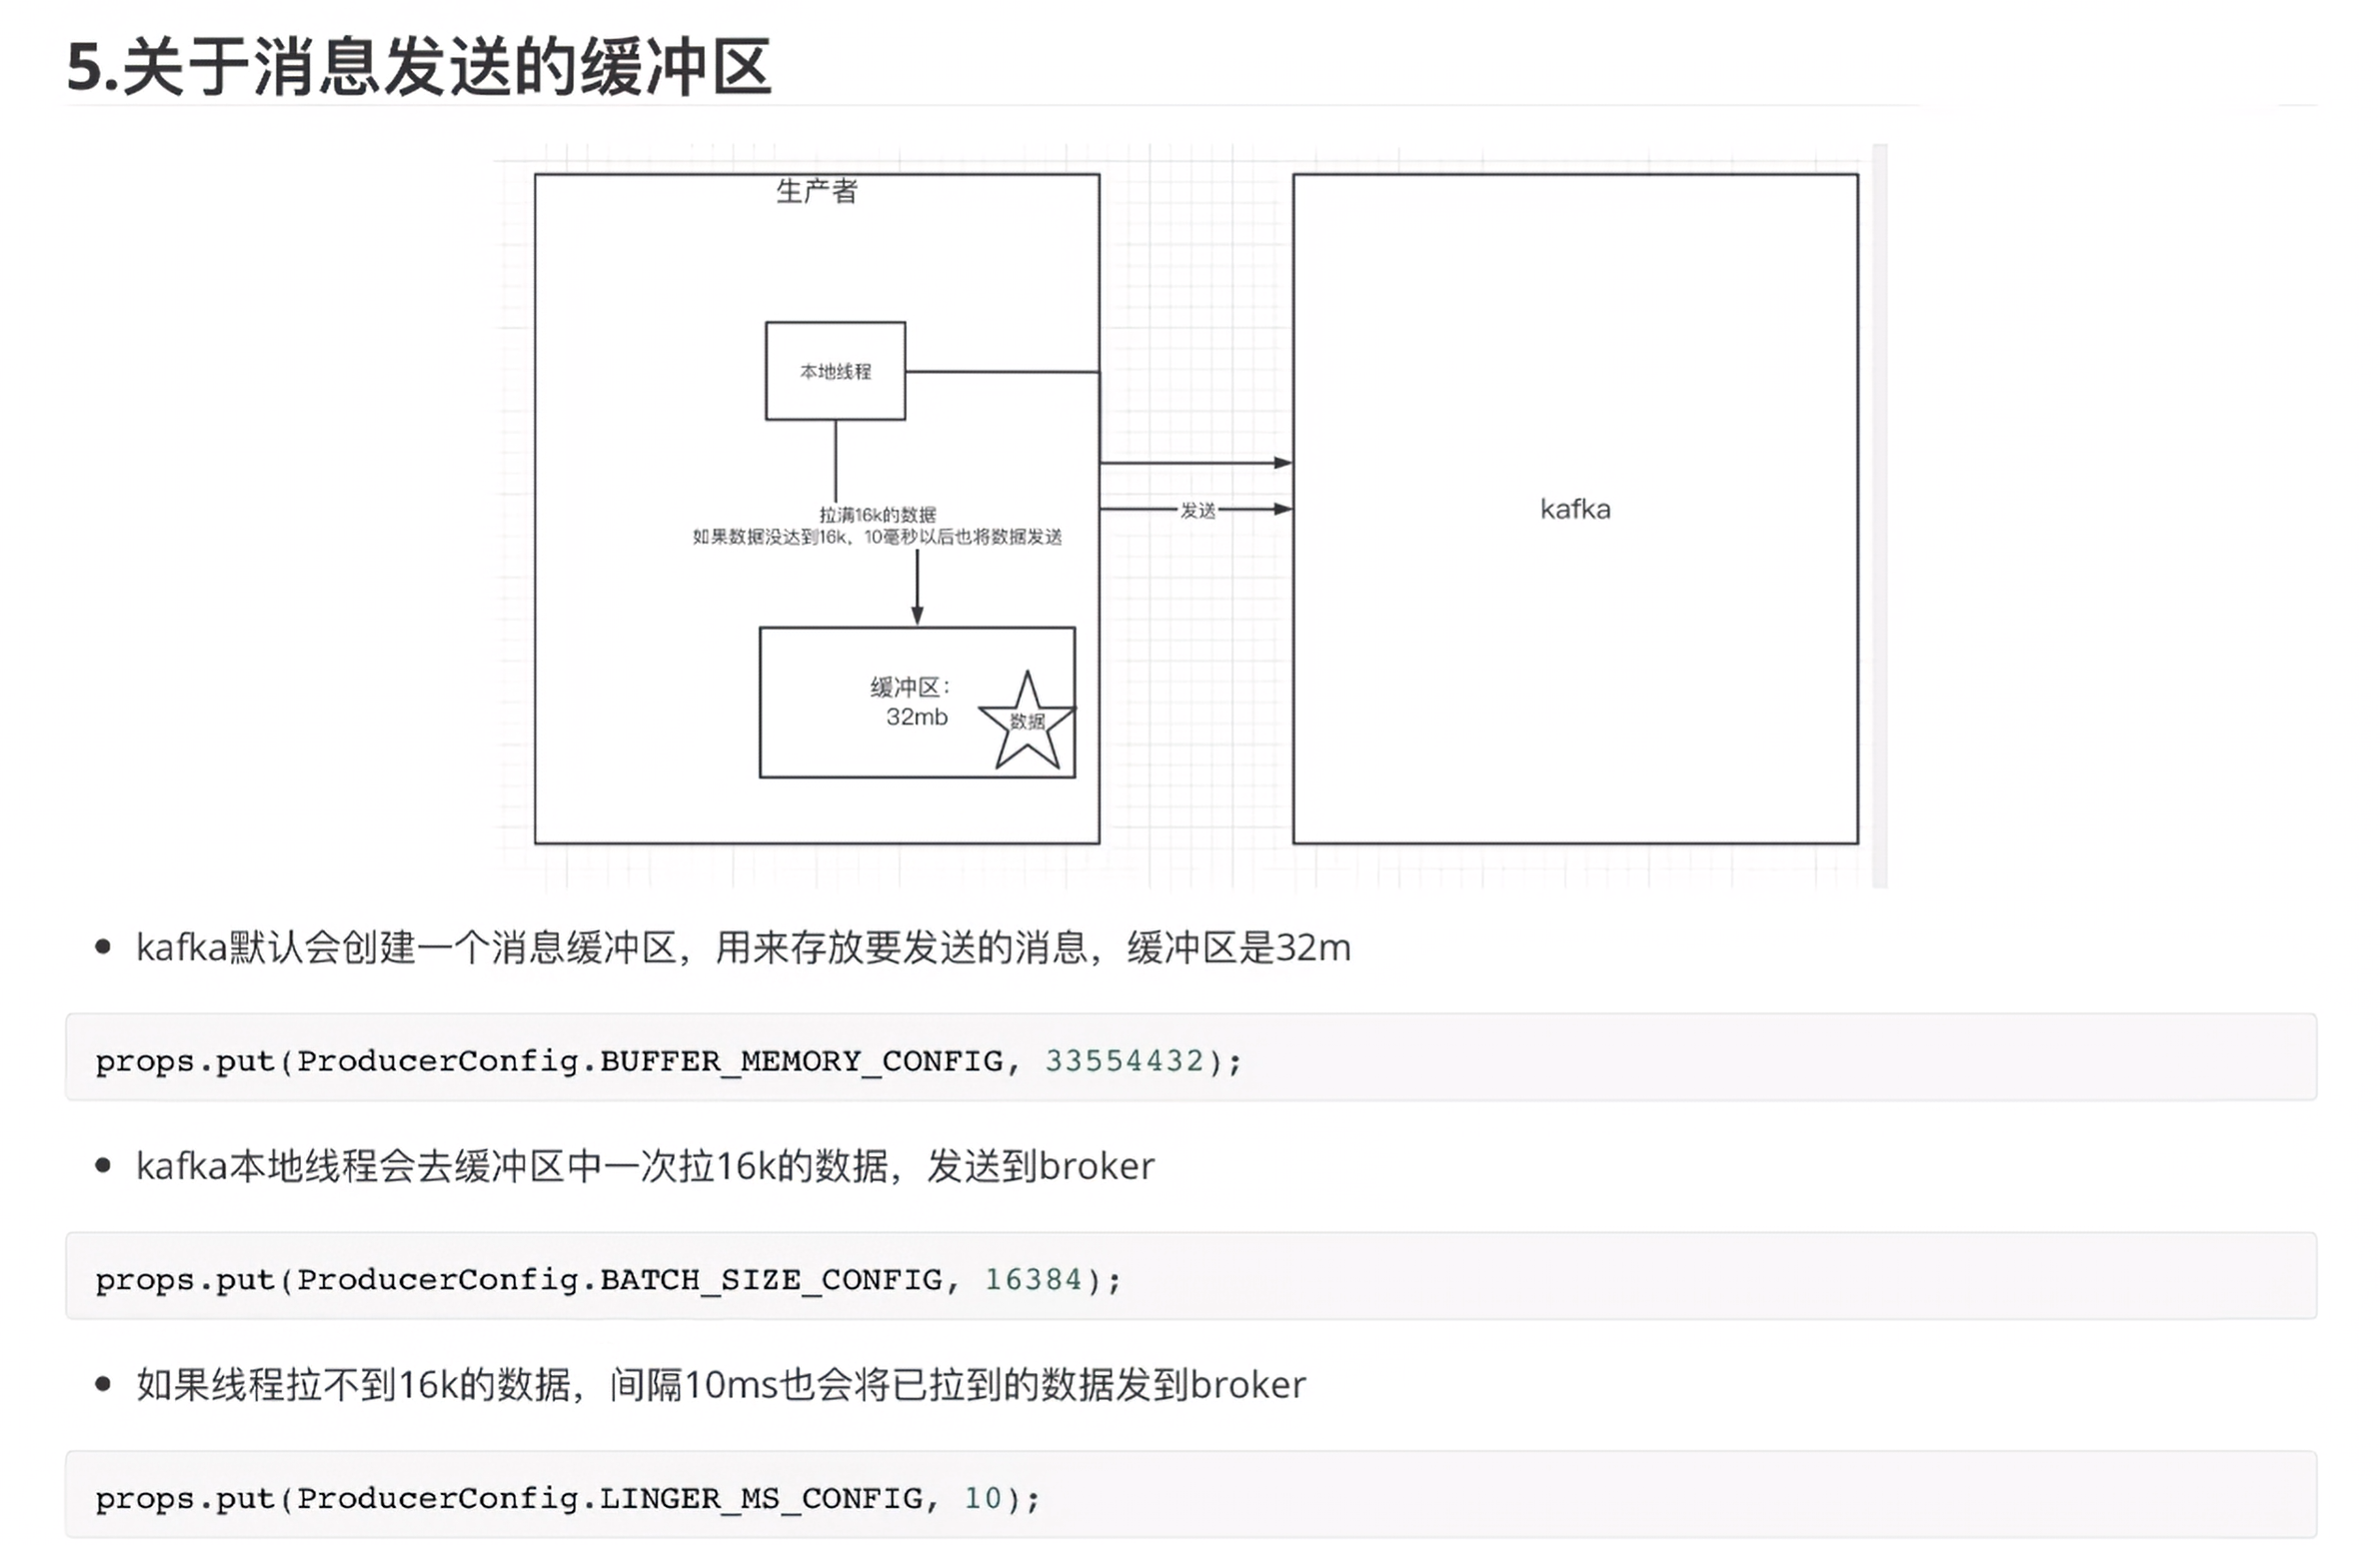 5.关于消息发送的缓冲区
生产者
本地线程
拉满16k的数据
如果数据没达到16k，10毫秒以后也将数据发送
发送
kafka
缓冲区：
32mb
数据
kafka默认会创建一个消息缓冲区，用来存放要发送的消息，缓冲区是32m
props.put(ProducerConfig.BUFFER_MEMORY_CONFIG, 33554432);
kafka本地线程会去缓冲区中一次拉16k的数据，发送到broker
props.put(ProducerConfig.BATCH_SIZE_CONFIG, 16384);
如果线程拉不到16k的数据，间隔10ms也会将已拉到的数据发到broker
props.put(ProducerConfig.LINGER_MS_CONFIG, 10);